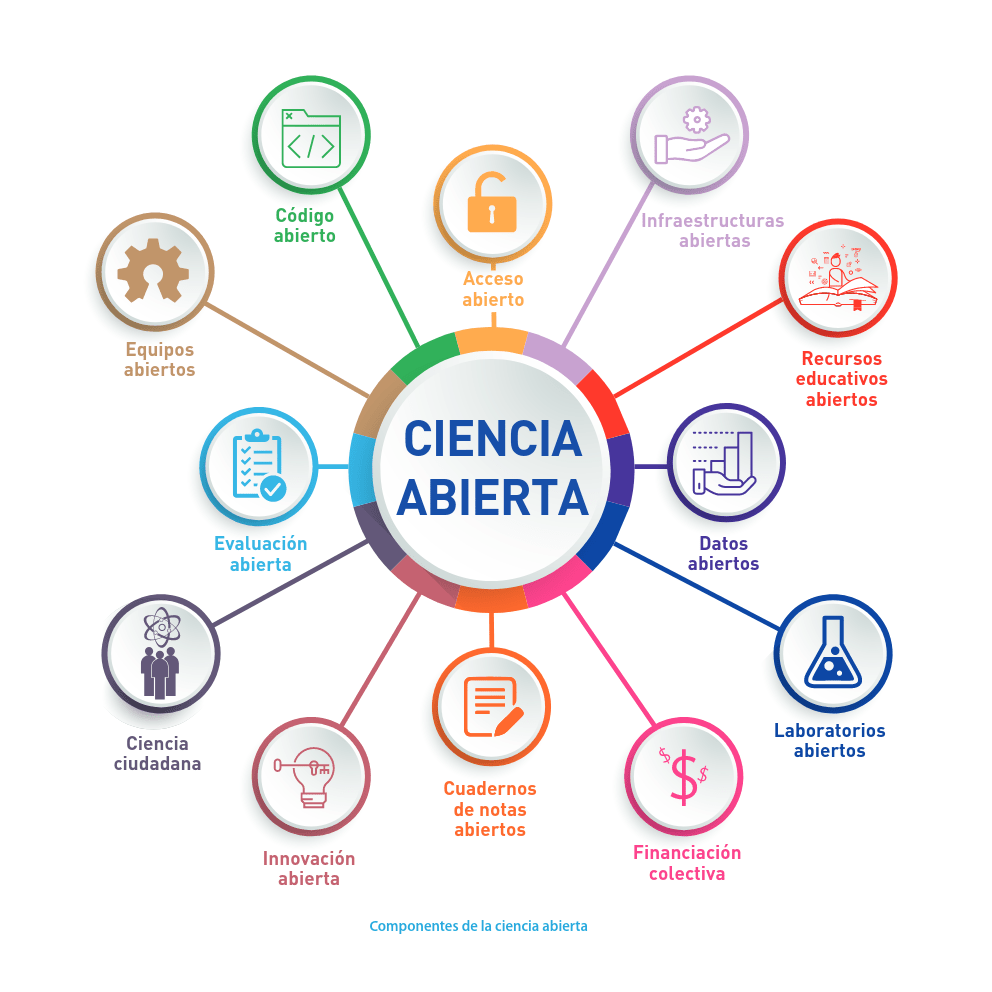 Código
abierto
Acceso
abierto
Infraestructuras
abiertas
Equipos
abiertos
Recursos
educativos
abiertos
CIENCIA
ABIERTA
Evaluación
abierta
Datos
abiertos
Ciencia
ciudadana
Laboratorios
abiertos
Innovación
abierta
Cuadernos
de notas
abiertos
Financiación
colectiva
Componentes de la ciencia abierta